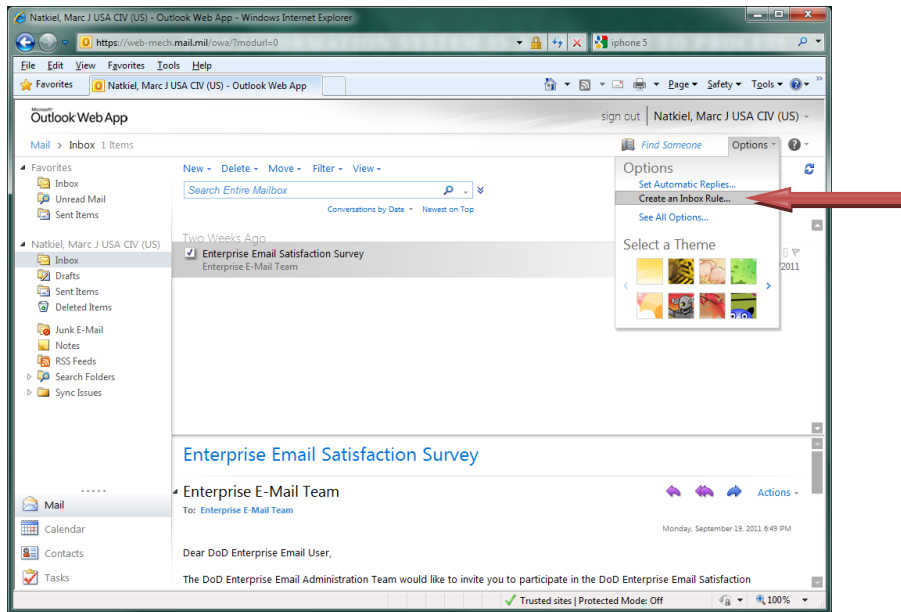 Natkiel, Marc J CIV (US) - Outlook Web App - Windows Internet Explorer
https://web-mech.mail.mil/owa/?modurl=0
iphone 5
File Edit View Favorites Tools Help
Favorites
Natkiel, Marc J USA CIV (US) - Outlook Web App
Page Safety Tools
Microsoft
Outlook Web App
sign out | Natkiel, Marc J USA CIV (US)
Mail > Inbox 1 Items
Find Someone
Options
Favorites
Inbox
Unread Mail
Sent Items
Natkiel, Marc J USA CIV (US)
Inbox
Drafts
Sent Items
Deleted Items
Junk E-Mail
Notes
RSS Feeds
Search Folders
Sync Issues
Mail
Calendar
Contacts
Tasks
New Delete Move Filter View
Search Entire Mailbox
Conversations by Date Newest on Top
Two Weeks Ago
Enterprise Email Satisfaction Survey
Enterprise E-Mail Team
2011
Options
Set Automatic Replies...
Create an Inbox Rule...
See All Options...
Select a Theme
Enterprise Email Satisfaction Survey
Enterprise E-Mail Team
Actions
To: Enterprise E-Mail Team
Monday, September 19, 2011 6:49 PM
Dear DoD Enterprise Email User,
The DoD Enterprise Email Administration Team would like to invite you to participate in the DoD Enterprise Email Satisfaction
Trusted sites | Protected Mode: Off
100%